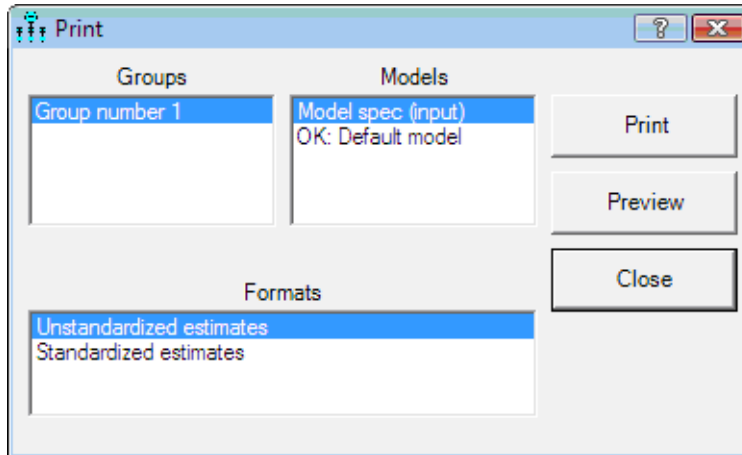 Print
?
Groups
Models
Group number 1
Model spec (input)
OK: Default model
Print
Preview
Close
Formats
Unstandardized estimates
Standardized estimates